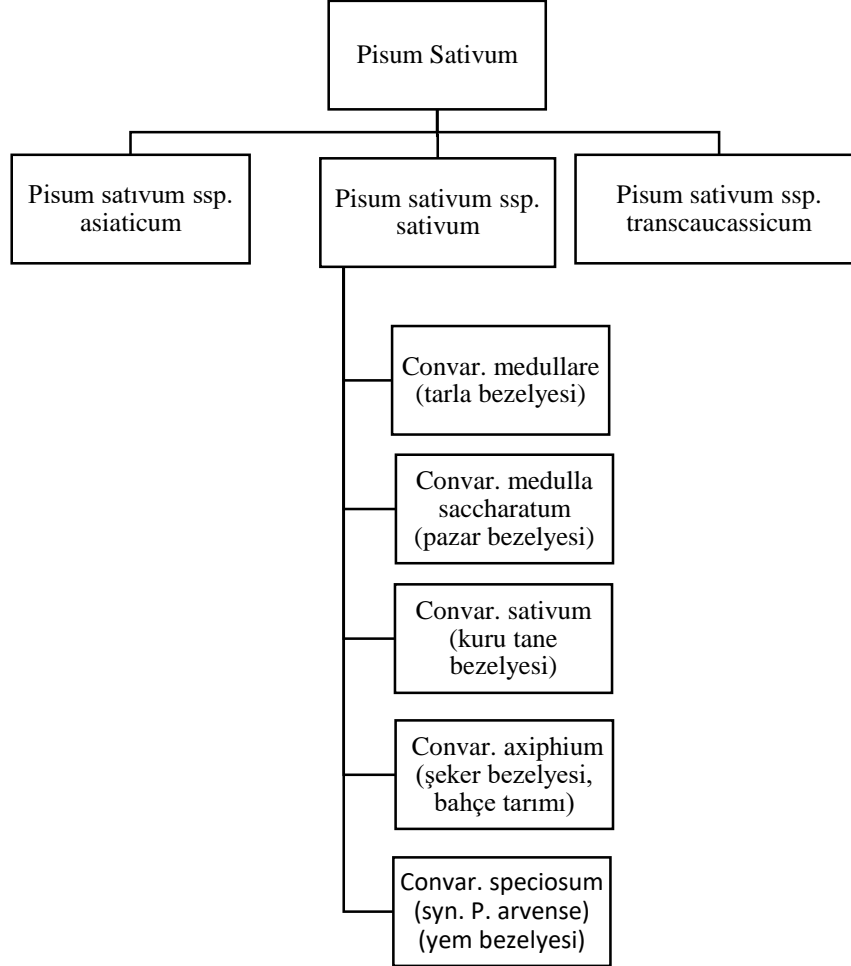 Pisum Sativum
Pisum satıvum ssp.
asiaticum
Pisum sativum ssp.
sativum
Pisum sativum ssp.
transcaucassicum
Convar. medullare
(tarla bezelyesi)
Convar. medulla
saccharatum
(pazar bezelyesi)
Convar. sativum
(kuru tane
bezelyesi)
Convar. axiphium
(şeker bezelyesi,
bahçe tarımı)
Convar. speciosum
(syn. P. arvense)
(yem bezelyesi)